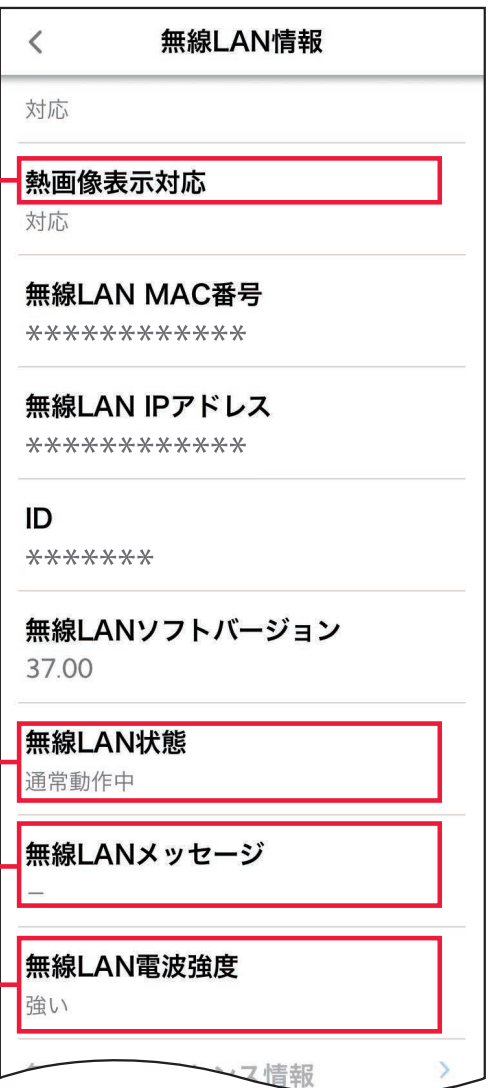 無線LAN情報
対応
熱画像表示対応
対応
無線LAN MAC番号
************
無線LAN IPアドレス
************
ID
*******
無線LANソフトバージョン
37.00
無線LAN状態
通常動作中
無線LANメッセージ
–
無線LAN電波強度
強い
ンス情報